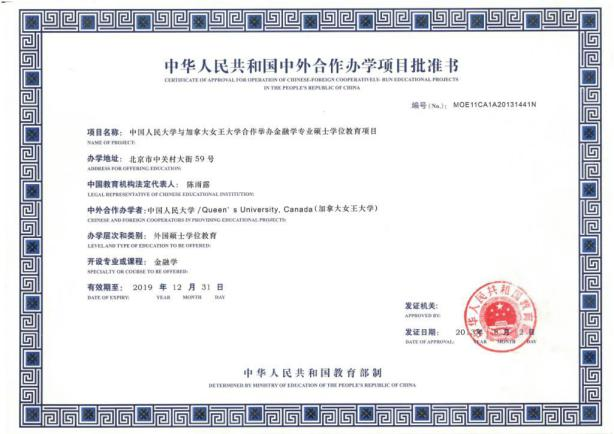 中华人民共和国中外合作办学项目批准书
CERTIFICATE OF APPROVAL FOR OPERATION OF CHINESE-FOREIGN COOPERATIVELY- RUN EDUCATIONAL PROJECTS
IN THE PEOPLE'S REPUBLIC OF CHINA
编号(No.): MOE11CA1A20131441N
项目名称: 中国人民大学与加拿大女王大学合作举办金融学专业硕士学位教育项目
NAME OF PROJECT:
办学地址: 北京市中关村大街 59 号
ADDRESS FOR OFFERING EDUCATION:
中国教育机构法定代表人: 陈雨露
LEGAL REPRESENTATIVE OF CHINESE EDUCATIONAL INSTITUTION:
中外合作办学者:中国人民大学/Queen's University, Canada(加拿大女王大学)
CHINESE AND FOREIGN COOPERATORS IN PROVIDING EDUCATIONAL PROJECTS:
办学层次和类别: 外国硕士学位教育
LEVEL AND TYPE OF EDUCATION TO BE OFFERED:
开设专业或课程: 金融学
SPECIALTY OR COURSE TO BE OFFERED:
有效期至: 2019 年 12 月 31 日
DATE OF EXPIRY: YEAR MONTH DAY
发证机关:
APPROVED BY:
中华人民共和国教育部
发证日期: 年 月 日
DATE OF APPROVAL: YEAR MONTH DAY
中华人民共和国教育部制
DETERMINED BY MINISTRY OF EDUCATION OF THE PEOPLE'S REPUBLIC OF CHINA